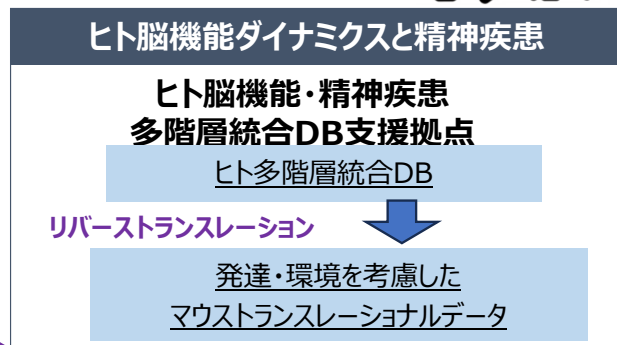 ヒト脳機能ダイナミクスと精神疾患
ヒト脳機能・精神疾患
多階層統合DB支援拠点
ヒト多階層統合DB
リバーストランスレーション
発達・環境を考慮した
マウストランスレーショナルデータ